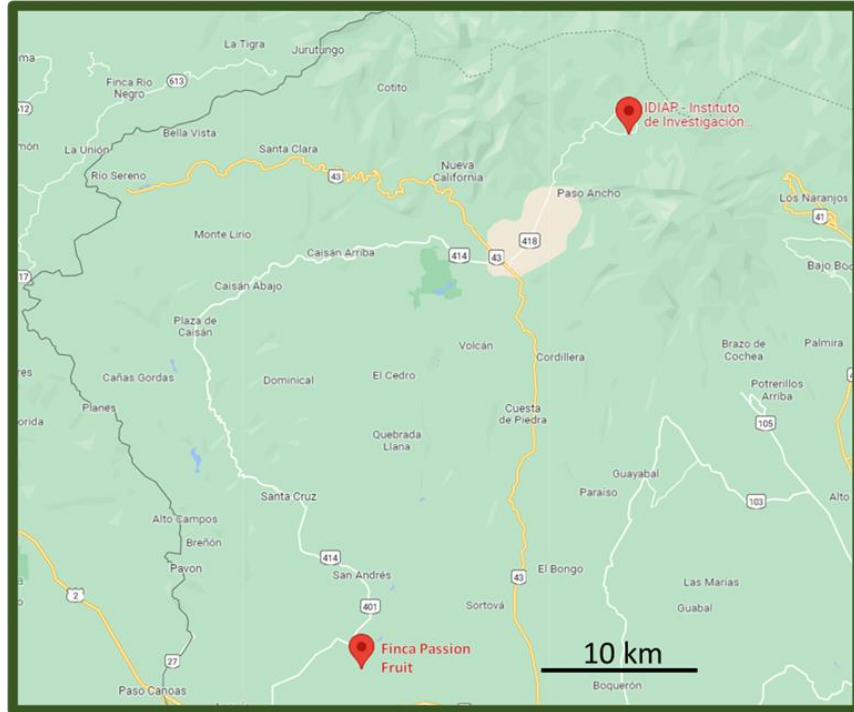 La Tigra
Jurutungo
613
Finca Rio
Negro
Cotito
IDIAP - Instituto
de Investigación...
612
Bella Vista
La Unión
Santa Clara
Río Sereno
43
Nueva
California
Paso Ancho
Los Naranjos
41
Monte Lirio
418
Caisán Arriba
414
43
Bajo Boq
17
Caisán Abajo
Plaza de
Caisán
Volcán
Cordillera
Brazo de
Cochea
Palmira
Cañas Gordas
Dominical
El Cedro
Potrerillos
Arriba
Planes
Cuesta
de Piedra
105
Quebrada
Llana
Guayabal
Paraiso
Santa Cruz
103
Alto
Alto Campos
Breñón
414
Pavon
San Andrés
43
El Bongo
Las Marias
2
401
Sortová
Guabal
Finca Passion
Fruit
10 km
27
Paso Canoas
Boquerón